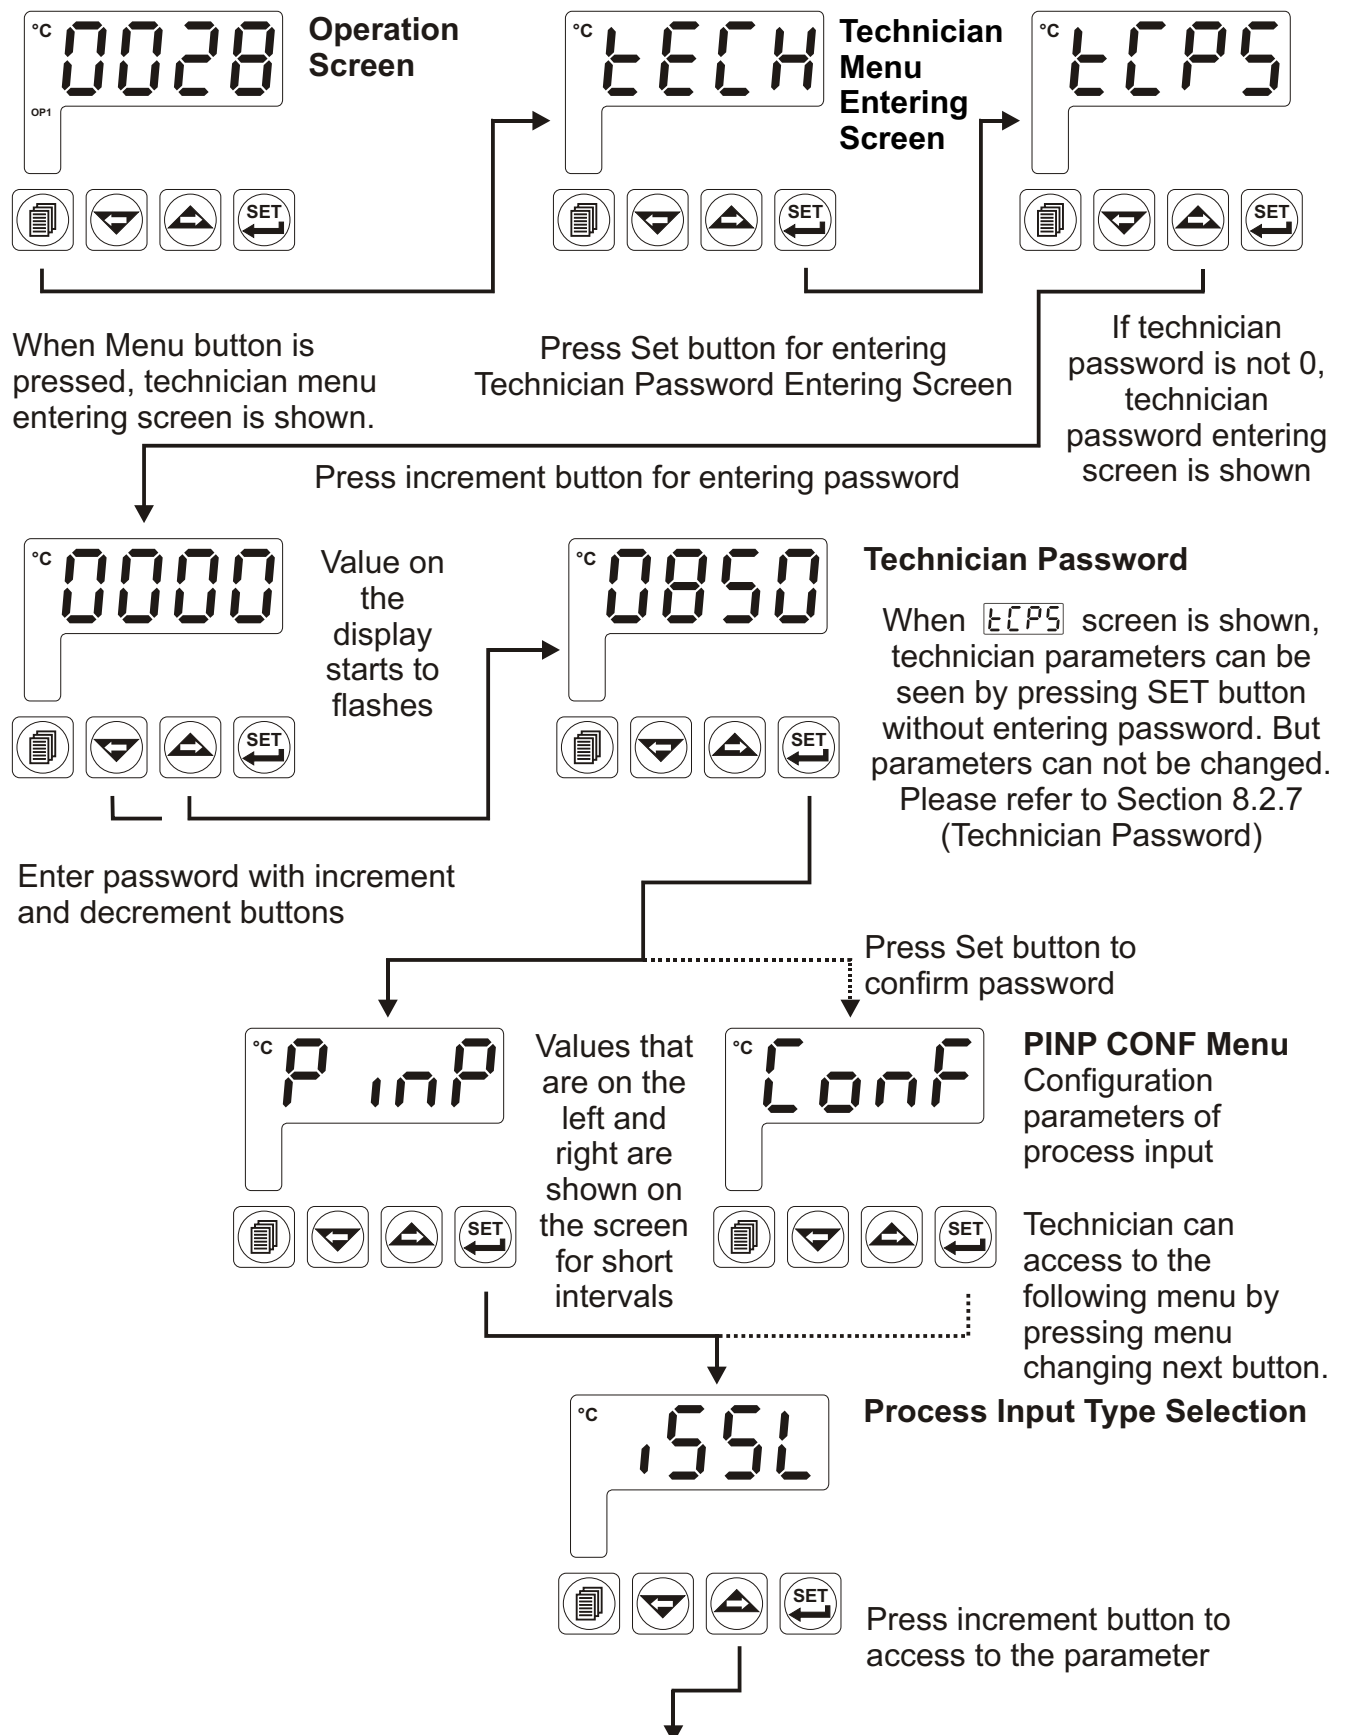 °C 0028
OP1
Operation
Screen
SET
°C tECH
Technician
Menu
Entering
Screen
SET
°C tCPS
SET
When Menu button is
pressed, technician menu
entering screen is shown.
Press Set button for entering
Technician Password Entering Screen
If technician
password is not 0,
technician
password entering
screen is shown
Press increment button for entering password
°C 0000
SET
Value on
the
display
starts to
flashes
°C 0850
SET
Technician Password
When tCPS screen is shown,
technician parameters can be
seen by pressing SET button
without entering password. But
parameters can not be changed.
Please refer to Section 8.2.7
(Technician Password)
Enter password with increment
and decrement buttons
Press Set button to
confirm password
°C P inP
SET
Values that
are on the
left and
right are
shown on
the screen
for short
intervals
°C ConF
SET
PINP CONF Menu
Configuration
parameters of
process input
Technician can
access to the
following menu by
pressing menu
changing next button.
°C iSSL
SET
Process Input Type Selection
Press increment button to
access to the parameter